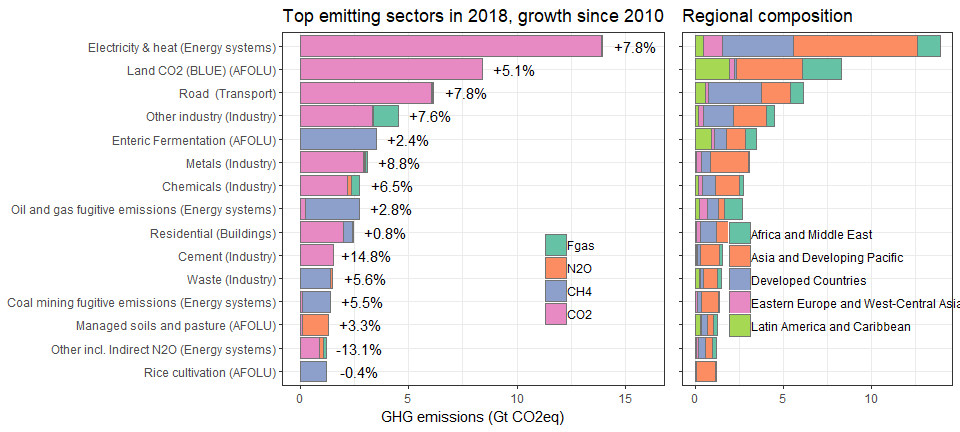 Top emitting sectors in 2018, growth since 2010
Regional composition
Electricity & heat (Energy systems)
+7.8%
Land CO2 (BLUE) (AFOLU)
+5.1%
Road (Transport)
+7.8%
Other industry (Industry)
+7.6%
Enteric Fermentation (AFOLU)
+2.4%
Metals (Industry)
+8.8%
Chemicals (Industry)
+6.5%
Oil and gas fugitive emissions (Energy systems)
+2.8%
Residential (Buildings)
+0.8%
Cement (Industry)
+14.8%
Waste (Industry)
+5.6%
Coal mining fugitive emissions (Energy systems)
+5.5%
Managed soils and pasture (AFOLU)
+3.3%
Other incl. Indirect N2O (Energy systems)
-13.1%
Rice cultivation (AFOLU)
-0.4%
Fgas
N2O
CH4
CO2
Africa and Middle East
Asia and Developing Pacific
Developed Countries
Eastern Europe and West-Central Asia
Latin America and Caribbean
0 5 10 15
GHG emissions (Gt CO2eq)
0 5 10